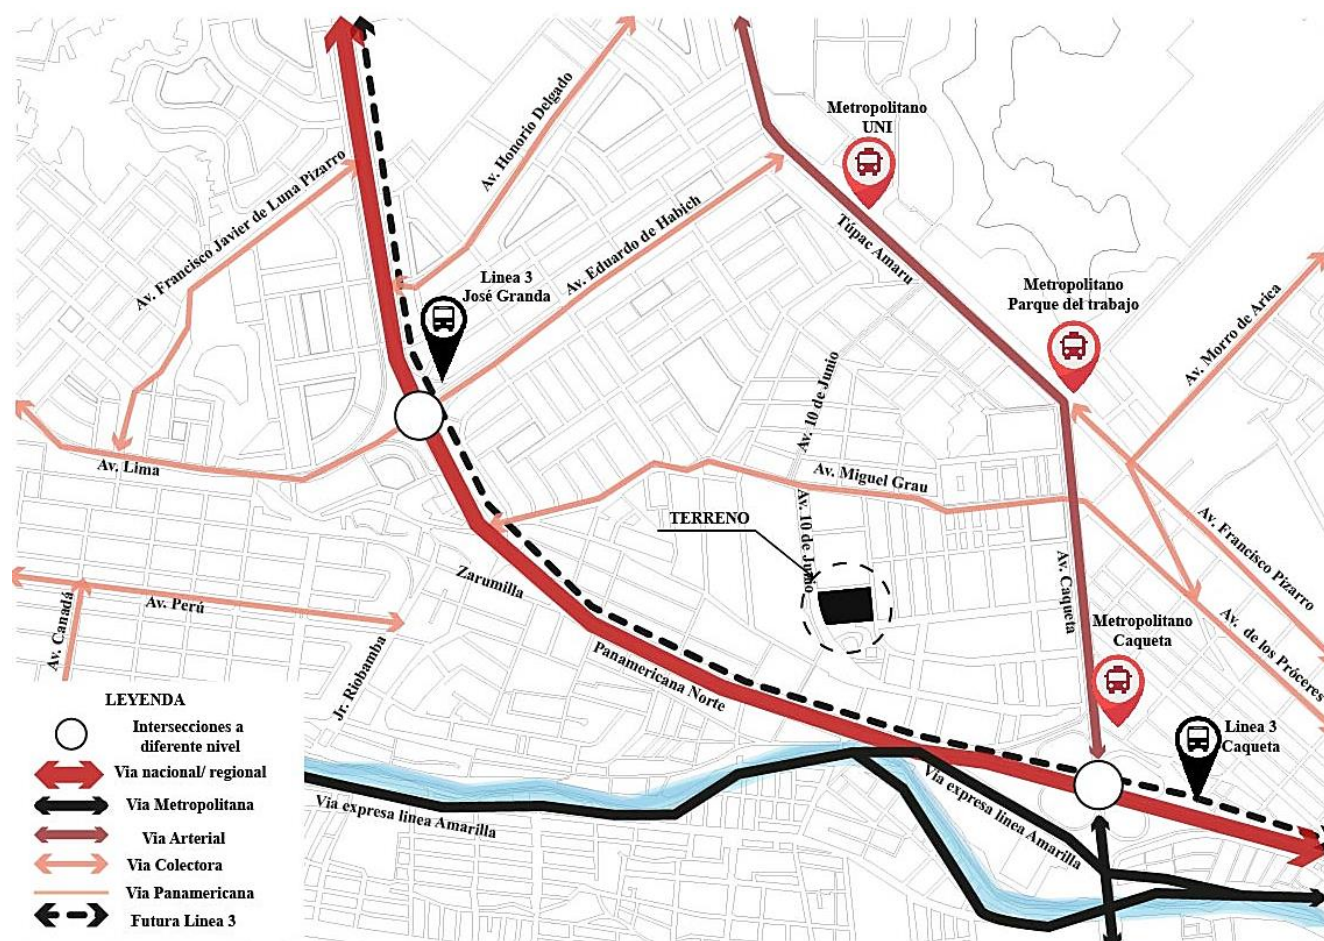 Metropolitano
UNI
Av. Honorio Delgado
Av. Francisco Javier de Luna Pizarro
Av. Eduardo de Habich
Túpac Amaru
Linea 3
José Granda
Metropolitano
Parque del trabajo
Av. Morro de Arica
Av. 10 de Junio
Av. Lima
Av. Miguel Grau
TERRENO
Av. 10 de Junio
Av. Francisco Pizarro
Zarumilla
Av. Caqueta
Av. Perú
Av. Canadá
Metropolitano
Caqueta
Av. de los Próceres
Jr. Riobamba
Panamericana Norte
Linea 3
Caqueta
Via expresa linea Amarilla
Via expresa linea Amarilla
LEYENDA
Intersecciones a
diferente nivel
Via nacional/ regional
Via Metropolitana
Via Arterial
Via Colectora
Via Panamericana
Futura Linea 3